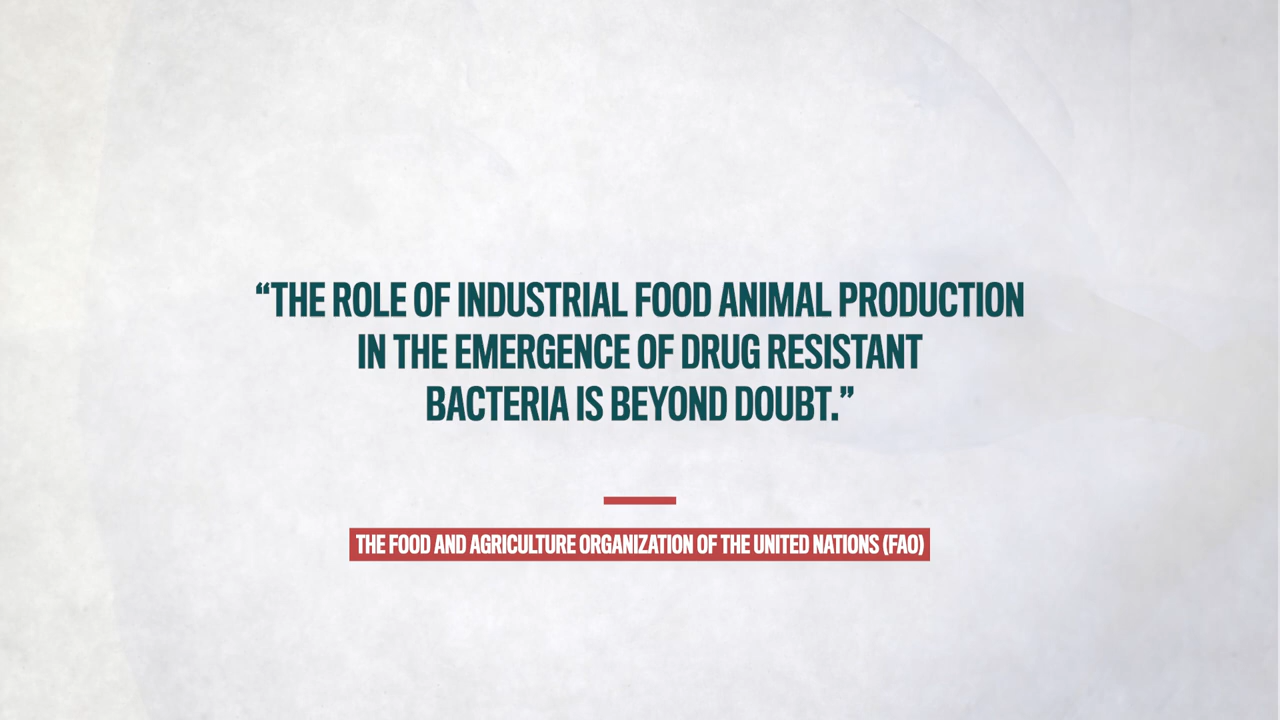 “THE ROLE OF INDUSTRIAL FOOD ANIMAL PRODUCTION
IN THE EMERGENCE OF DRUG RESISTANT
BACTERIA IS BEYOND DOUBT.”
THE FOOD AND AGRICULTURE ORGANIZATION OF THE UNITED NATIONS (FAO)